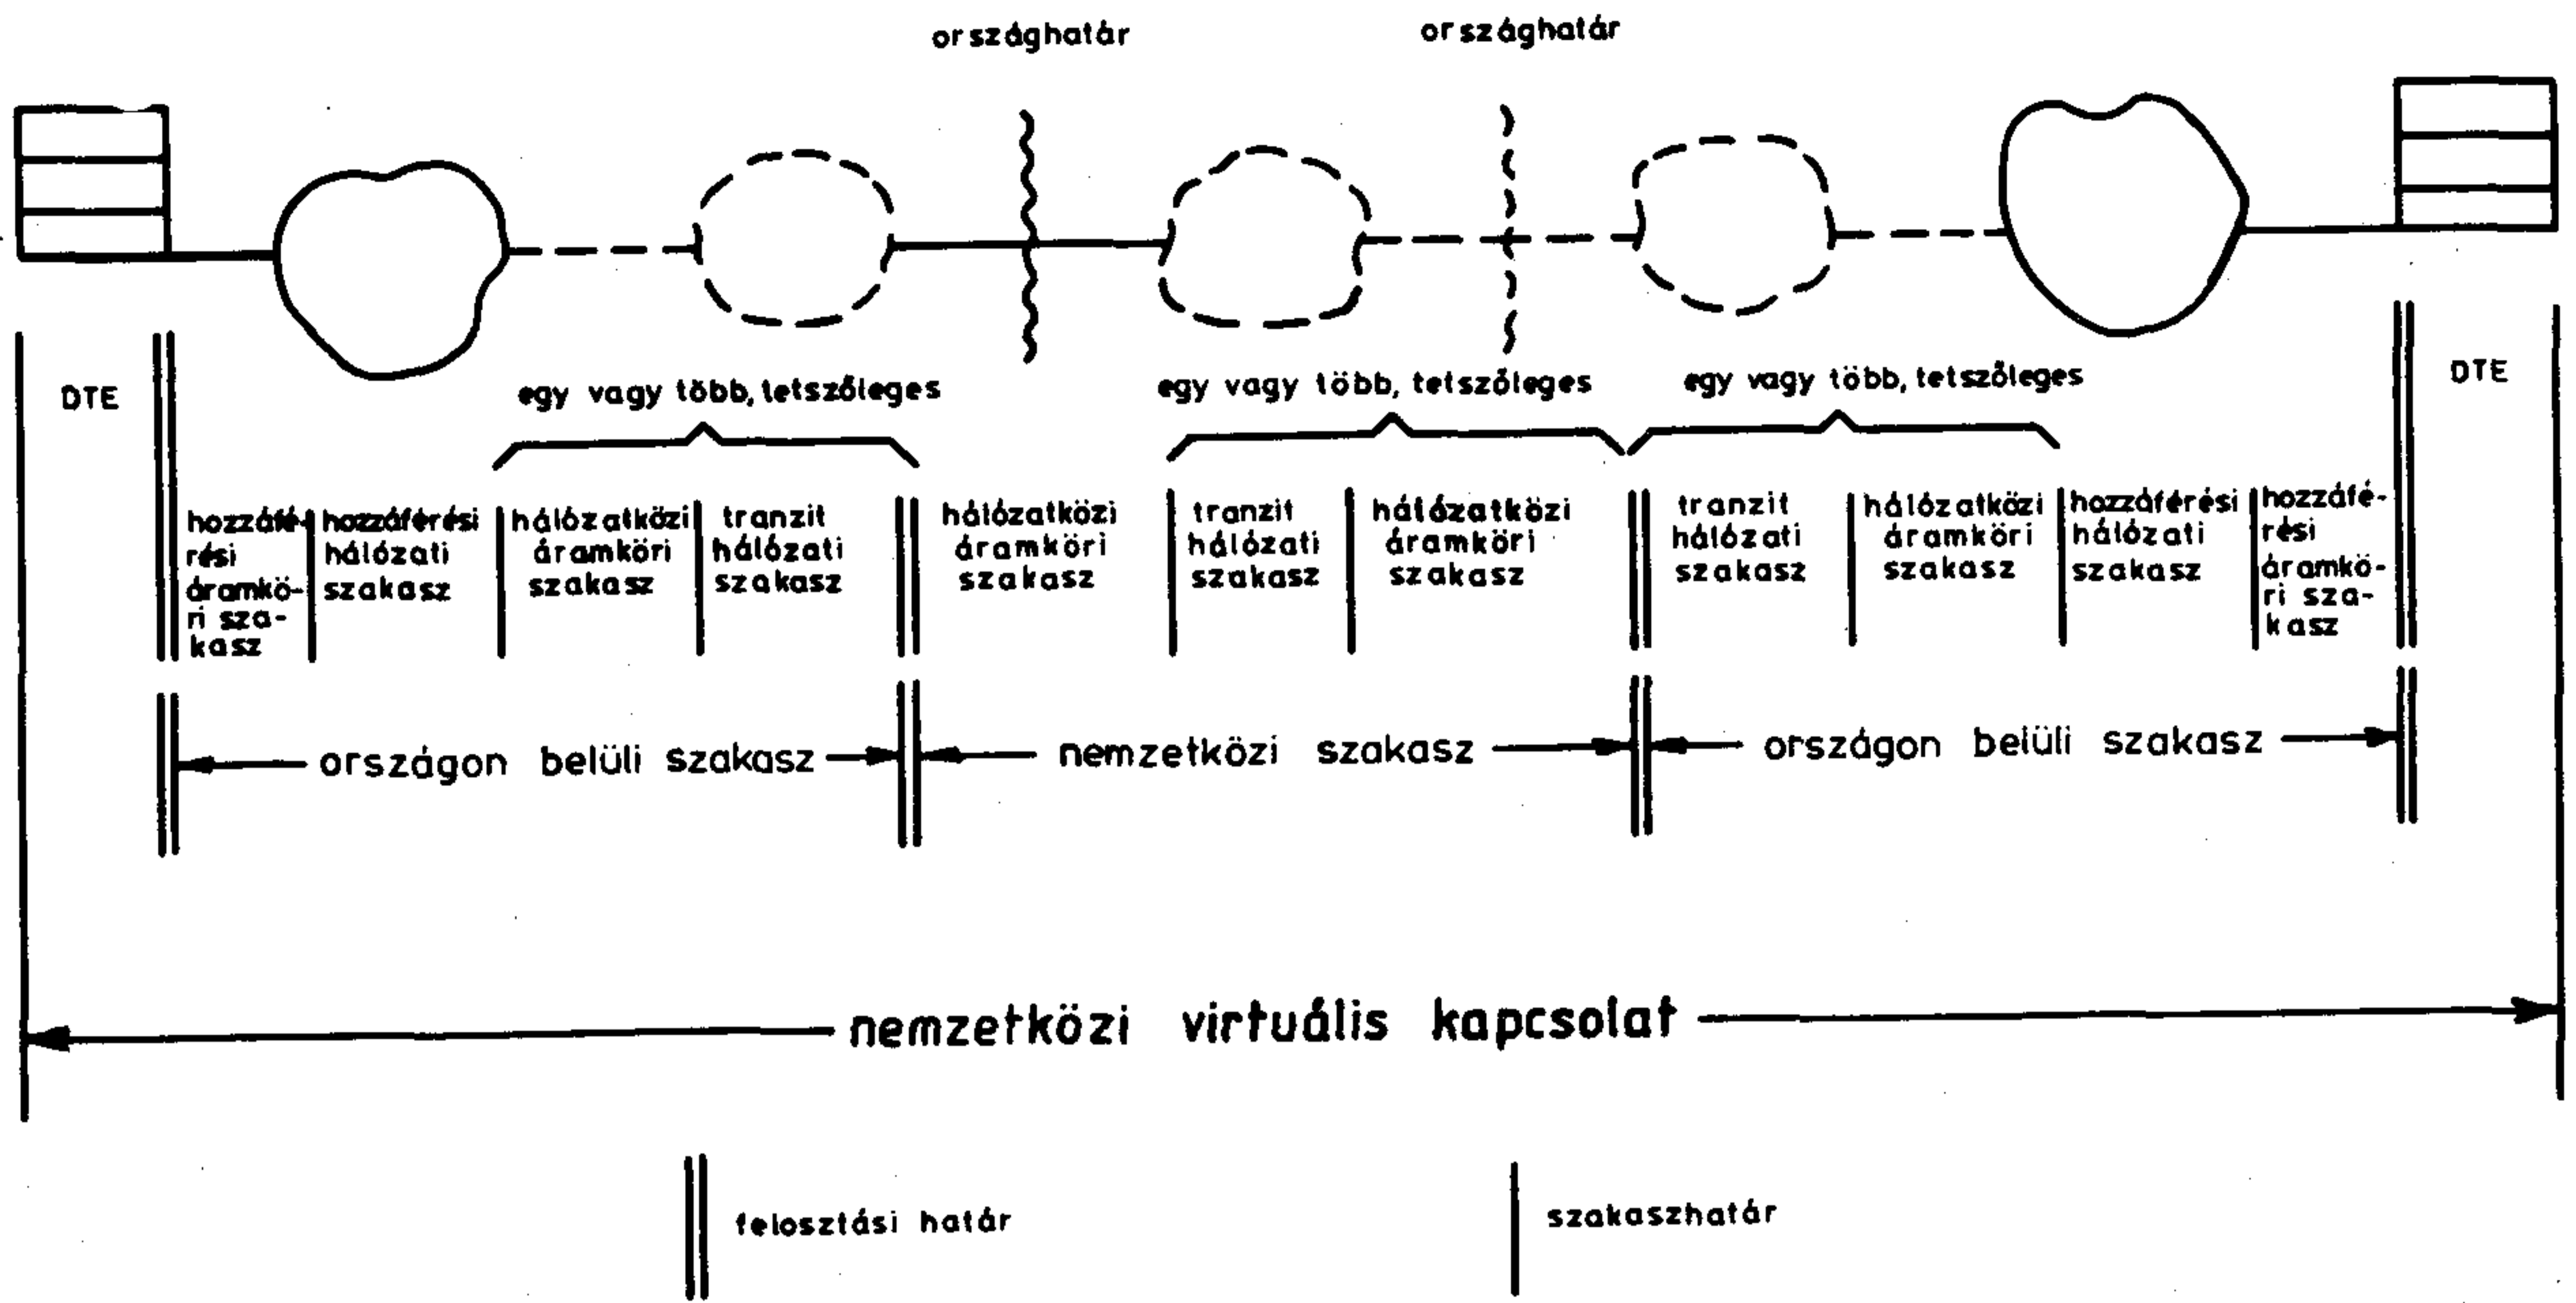 országhatár
országhatár
DTE
egy vagy több, tetszőleges
egy vagy több, tetszőleges
egy vagy több, tetszőleges
DTE
hozzáfé-
rési
áramkö-
ri sza-
kasz
hozzáférési
hálózati
szakasz
hálózatközi
áramköri
szakasz
tranzit
hálózati
szakasz
hálózatközi
áramköri
szakasz
tranzit
hálózati
szakasz
hálózatközi
áramköri
szakasz
tranzit
hálózati
szakasz
hálózatközi
áramköri
szakasz
hozzáférési
hálózati
szakasz
hozzáfé-
rési
áramkö-
ri sza-
kasz
országon belüli szakasz
nemzetközi szakasz
országon belüli szakasz
nemzetközi virtuális kapcsolat
felosztási határ
szakaszhatár